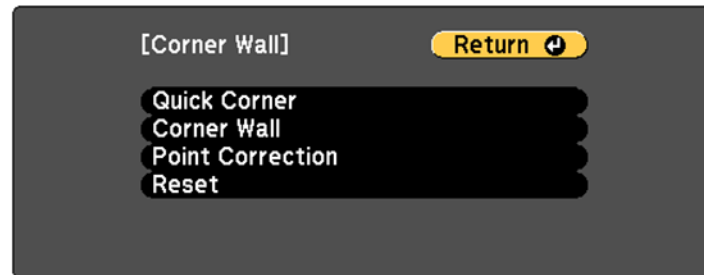 [Corner Wall]
Return
Quick Corner
Corner Wall
Point Correction
Reset